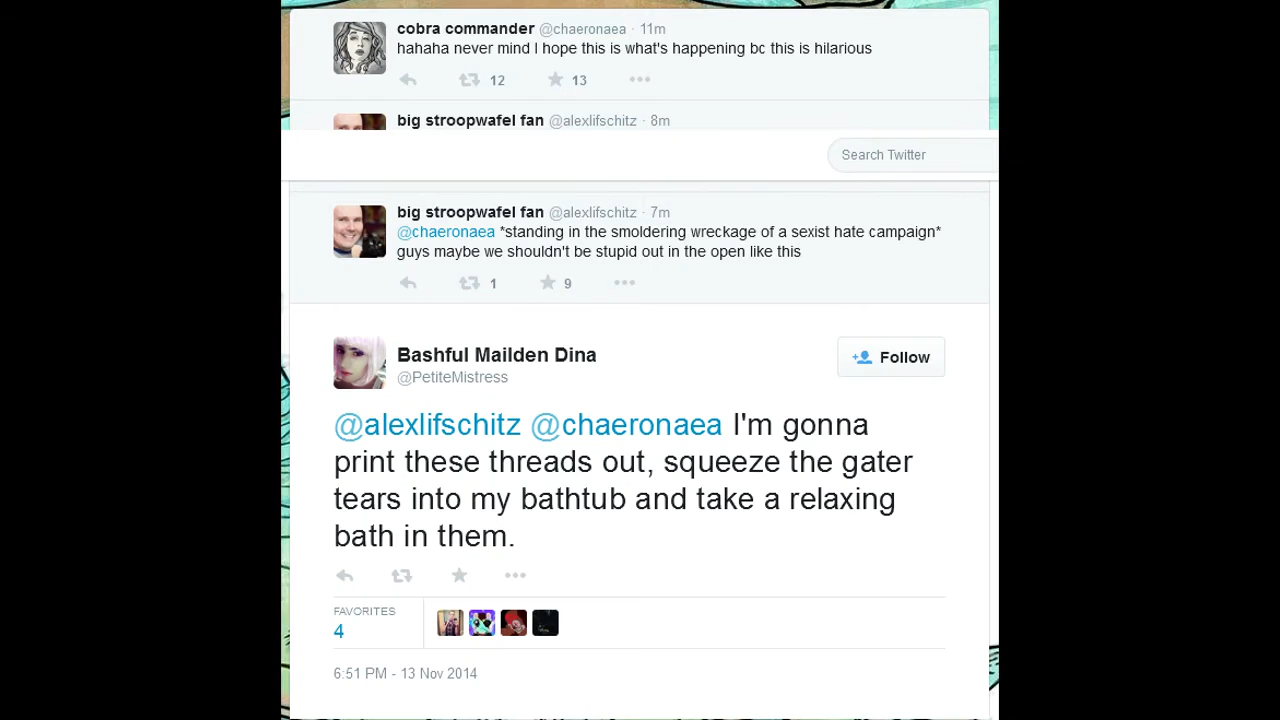 cobra commander @chaeronaea · 11m
hahaha never mind I hope this is what's happening bc this is hilarious
12 13
big stroopwafel fan @alexlifschitz · 8m
Search Twitter
big stroopwafel fan @alexlifschitz · 7m
@chaeronaea *standing in the smoldering wreckage of a sexist hate campaign*
guys maybe we shouldn't be stupid out in the open like this
1 9
Bashful Mailden Dina
@PetiteMistress
Follow
@alexlifschitz @chaeronaea I'm gonna
print these threads out, squeeze the gater
tears into my bathtub and take a relaxing
bath in them.
FAVORITES
4
6:51 PM - 13 Nov 2014